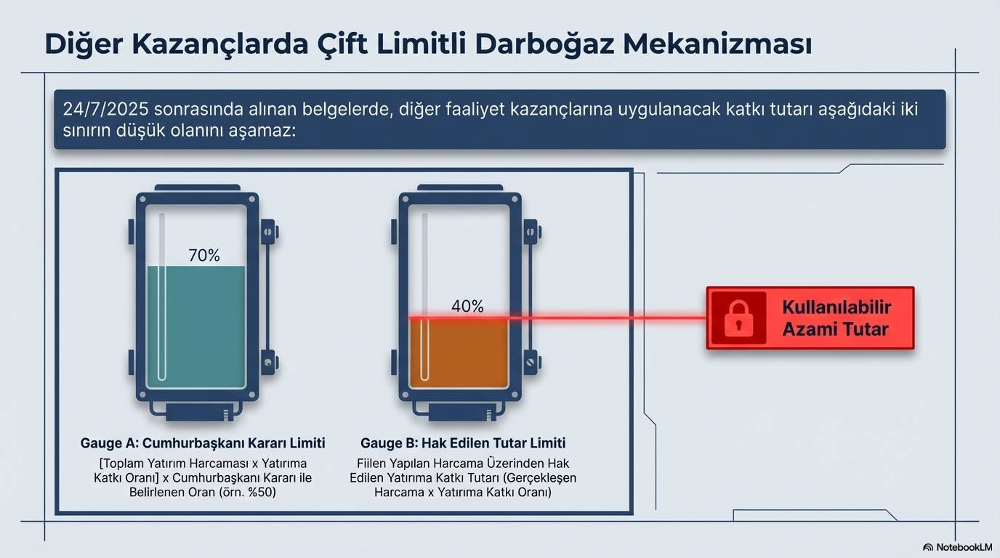 Diğer Kazançlarda Çift Limitli Darboğaz Mekanizması
24/7/2025 sonrasında alınan belgelerde, diğer faaliyet kazançlarına uygulanacak katkı tutarı aşağıdaki iki
sınırın düşük olanını aşamaz:
70%
40%
Kullanılabilir
Azami Tutar
Gauge A: Cumhurbaşkanı Kararı Limiti
[Toplam Yatırım Harcaması x Yatırıma
Katkı Oranı] x Cumhurbaşkanı Kararı ile
Belirlenen Oran (örn. %50)
Gauge B: Hak Edilen Tutar Limiti
Fiilen Yapılan Harcama Üzerinden Hak
Edilen Yatırıma Katkı Tutarı (Gerçekleşen
Harcama x Yatırıma Katkı Oranı)
NotebookLM